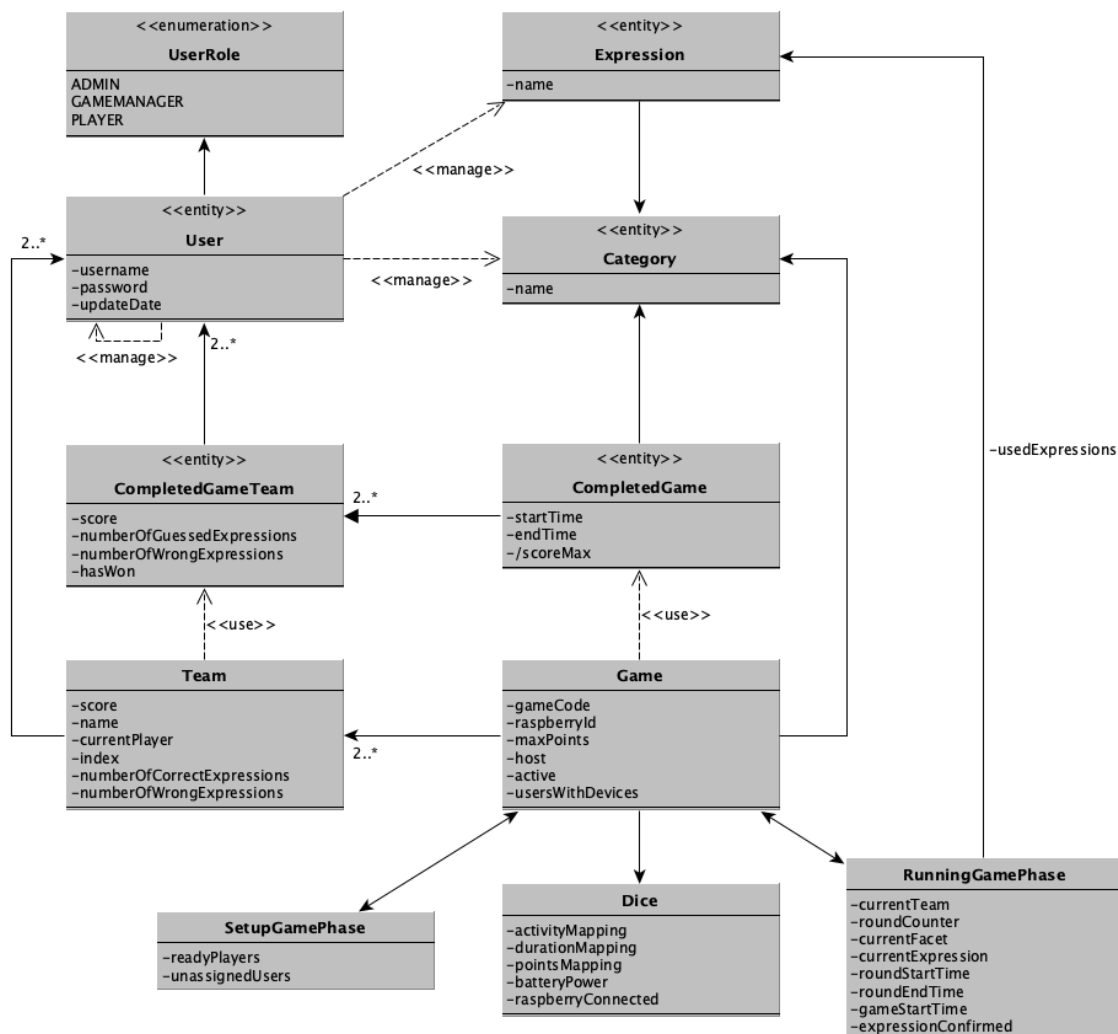 <<enumeration>>
UserRole
ADMIN
GAMEMANAGER
PLAYER
<<entity>>
Expression
-name
<<manage>>
<<entity>>
User
-username
-password
-updateDate
2..*
<<manage>>
<<manage>>
2..*
<<entity>>
Category
-name
-usedExpressions
<<entity>>
CompletedGameTeam
-score
-numberOfGuessedExpressions
-numberOfWrongExpressions
-hasWon
2..*
<<entity>>
CompletedGame
-startTime
-endTime
-/scoreMax
<<use>>
<<use>>
Team
-score
-name
-currentPlayer
-index
-numberOfCorrectExpressions
-numberOfWrongExpressions
2..*
Game
-gameCode
-raspberryId
-maxPoints
-host
-active
-usersWithDevices
SetupGamePhase
-readyPlayers
-unassignedUsers
Dice
-activityMapping
-durationMapping
-pointsMapping
-batteryPower
-raspberryConnected
RunningGamePhase
-currentTeam
-roundCounter
-currentFacet
-currentExpression
-roundStartTime
-roundEndTime
-gameStartTime
-expressionConfirmed